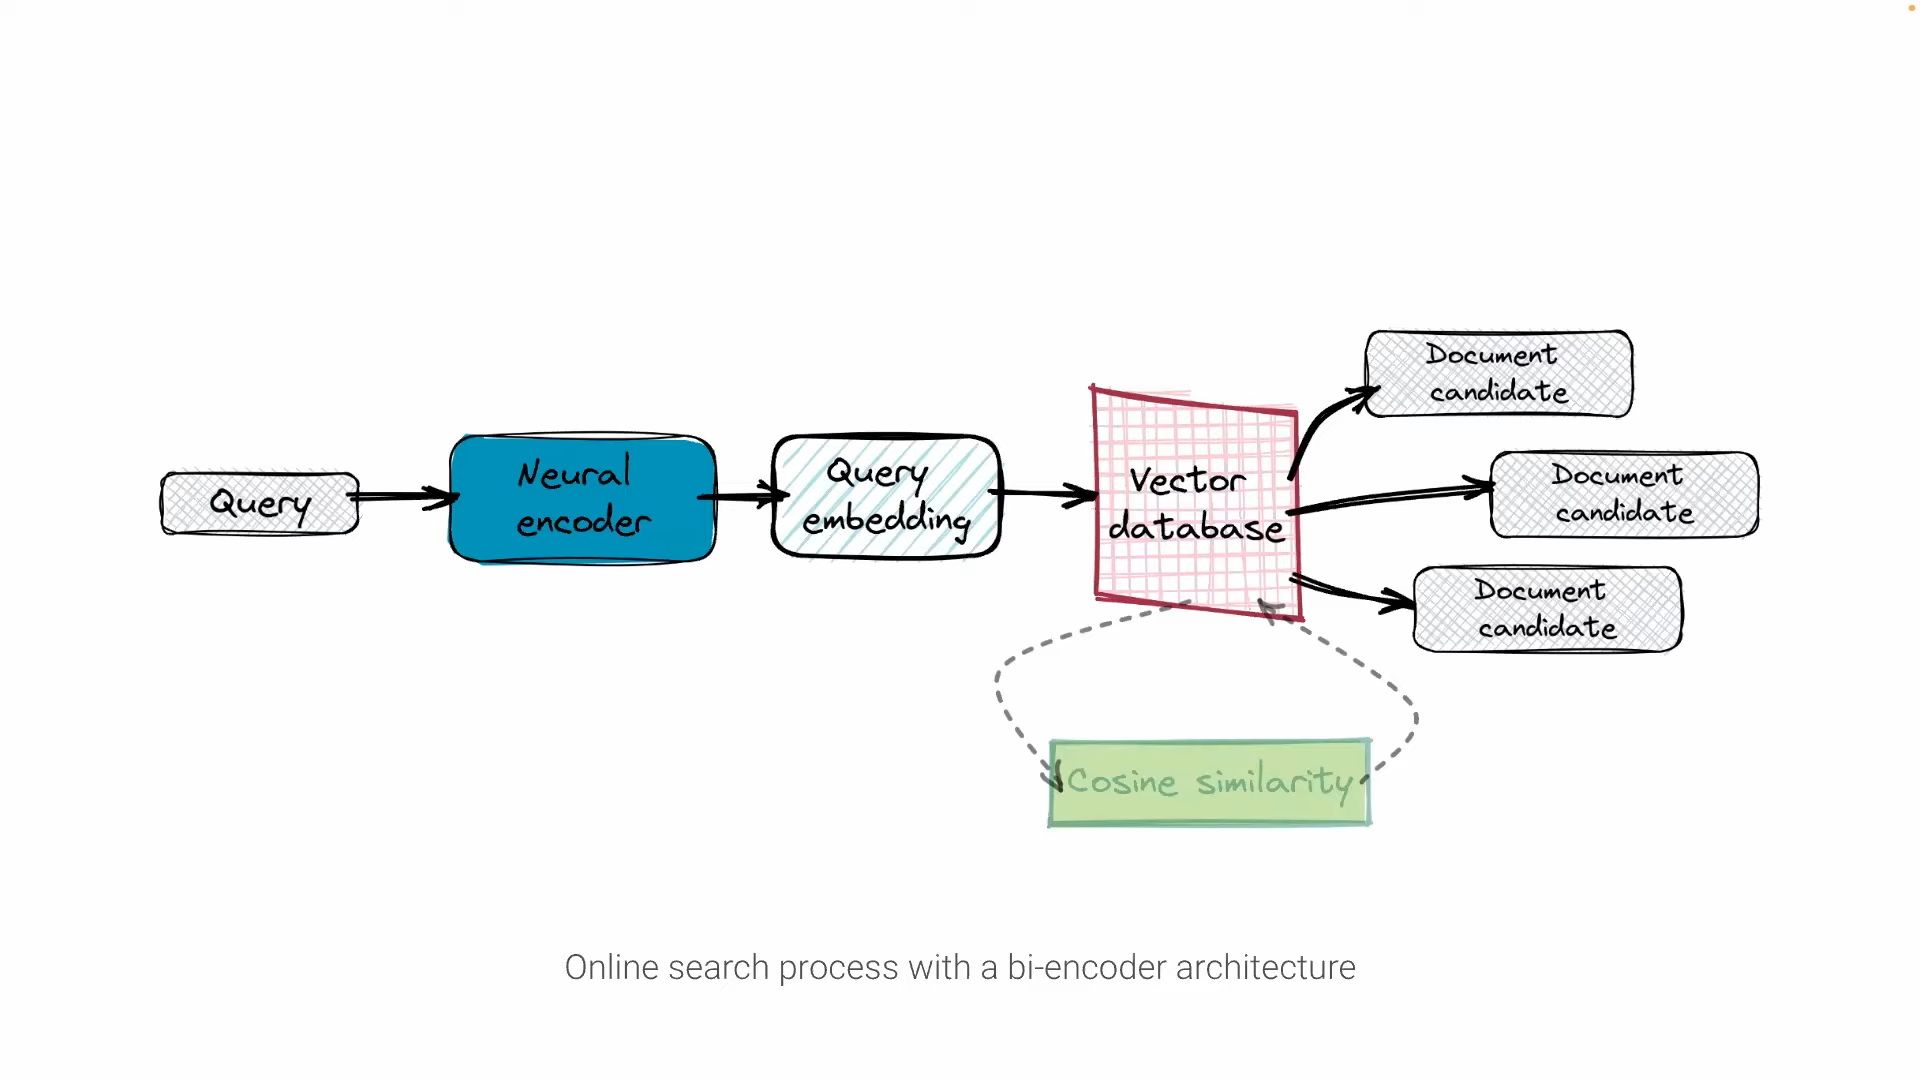 Query
Neural
encoder
Query
embedding
Vector
database
Document
candidate
Document
candidate
Document
candidate
Cosine similarity
Online search process with a bi-encoder architecture